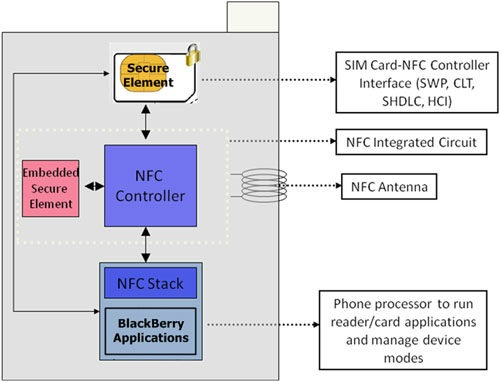 Secure
Element
SIM Card-NFC Controller
Interface (SWP, CLT,
SHDLC, HCI)
NFC Integrated Circuit
Embedded
Secure
Element
NFC
Controller
NFC Antenna
NFC Stack
BlackBerry
Applications
Phone processor to run
reader/card applications
and manage device
modes